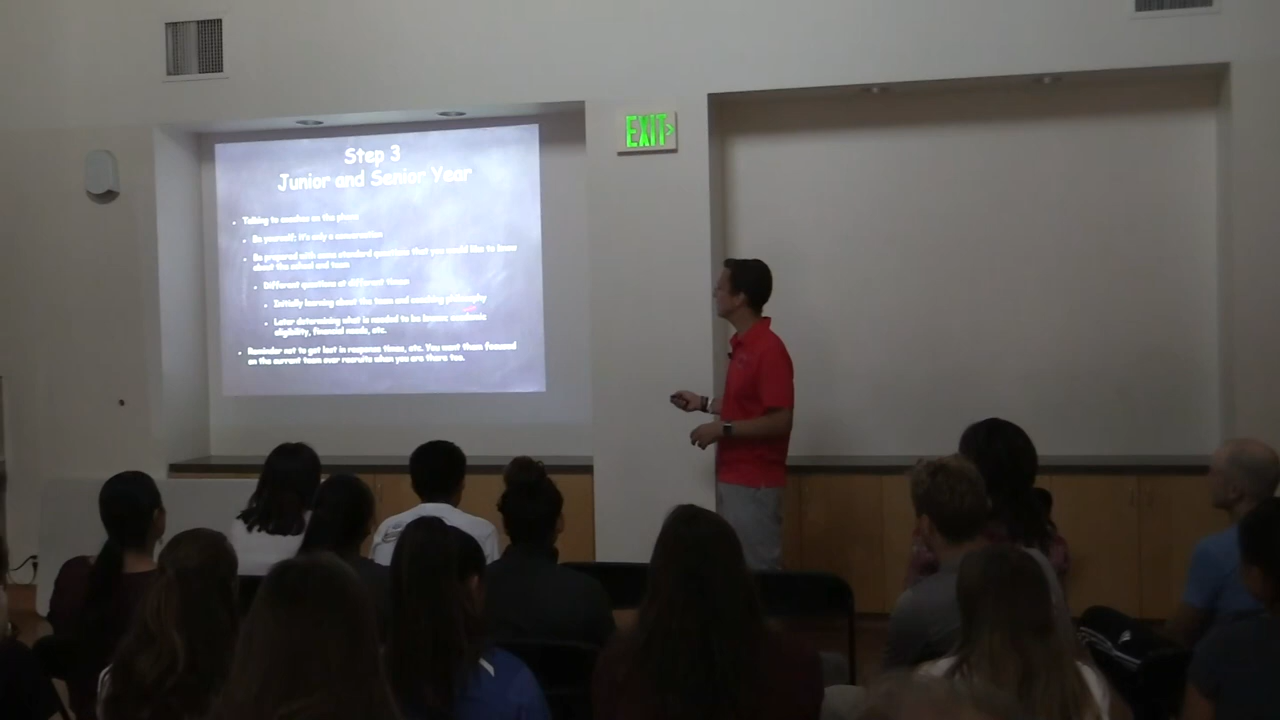 Step 3
Junior and Senior Year
• Talking to coaches on the phone
• Be yourself: it's only a conversation
• Be prepared with some standard questions that you would like to know
about the school and team
• Different questions at different times
• Initially learning about the team and coaching philosophy
• Later determining what is needed to be become academic
eligibility, financial needs, etc.
• Reminder not to get lost in response times, etc. You want them focused
on the current team over recruits when you are there too.
EXIT